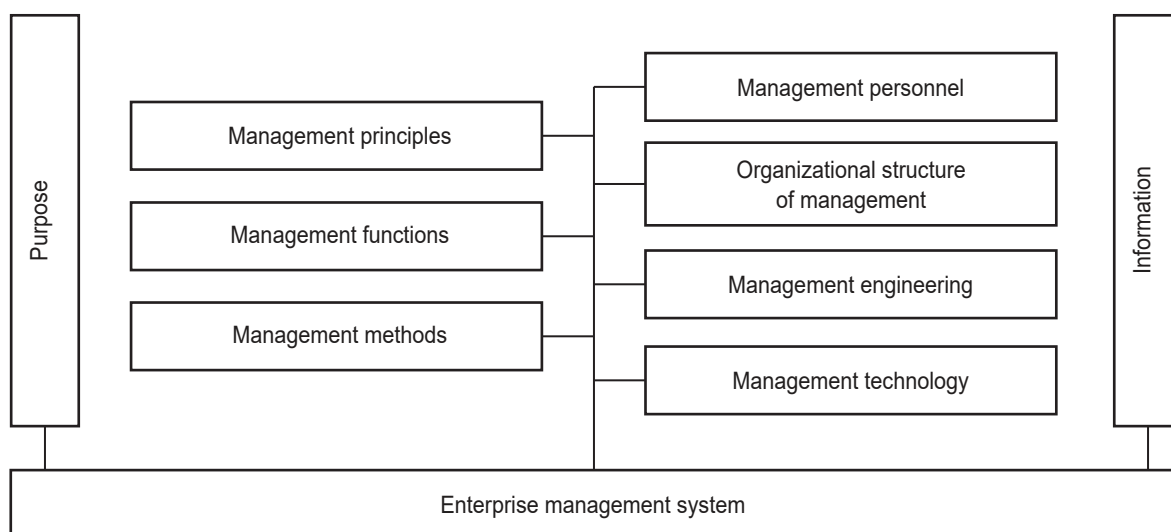 Purpose
Management principles
Management functions
Management methods
Management personnel
Organizational structure
of management
Management engineering
Management technology
Information
Enterprise management system